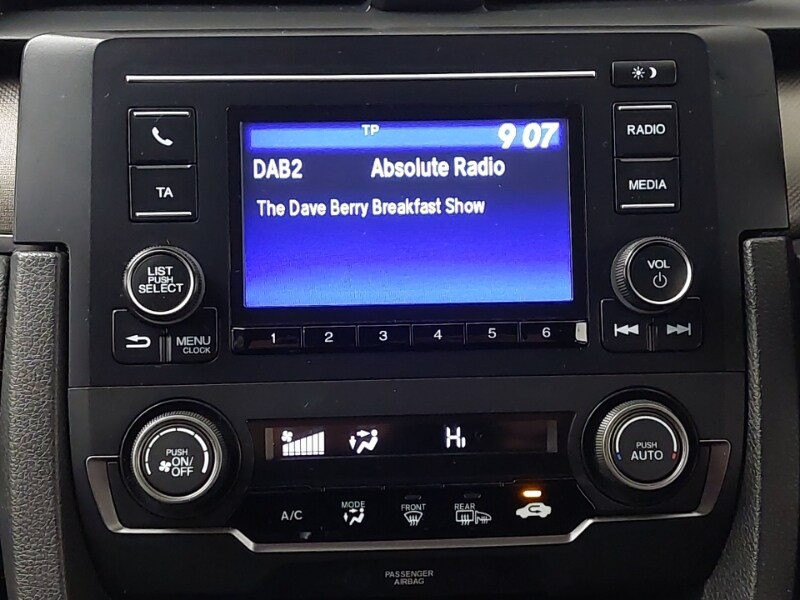 TP
9 07
DAB2 Absolute Radio
The Dave Berry Breakfast Show
TA
RADIO
MEDIA
LIST
PUSH
SELECT
VOL
MENU
CLOCK
1 2 3 4 5 6
PUSH
ON/
OFF
Hi
PUSH
AUTO
A/C
MODE
FRONT
REAR
PASSENGER
AIRBAG